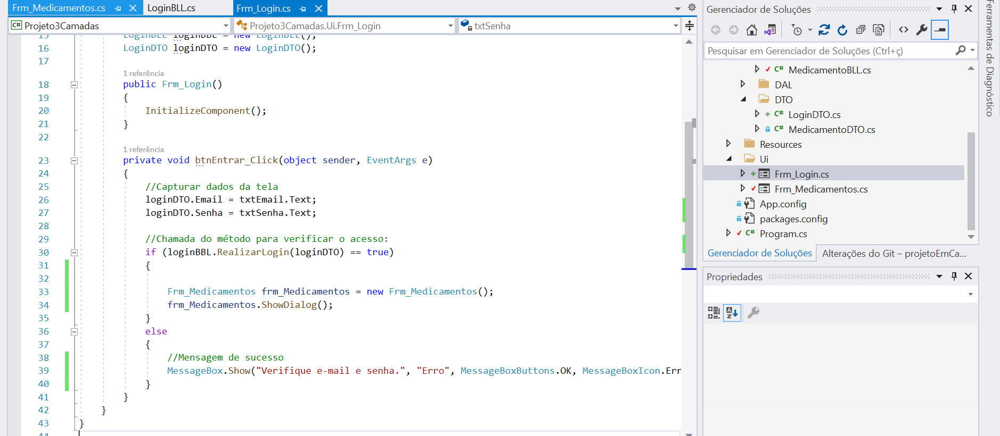 Frm_Medicamentos.cs
LoginBLL.cs
Frm_Login.cs
C# Projeto3Camadas
Projeto3Camadas.Ui.Frm_Login
txtSenha
15 LoginBLL loginBBL = new LoginBLL();
16 LoginDTO loginDTO = new LoginDTO();
17
1 referência
18 public Frm_Login()
19 {
20 InitializeComponent();
21 }
22
1 referência
23 private void btnEntrar_Click(object sender, EventArgs e)
24 {
25 //Capturar dados da tela
26 loginDTO.Email = txtEmail.Text;
27 loginDTO.Senha = txtSenha.Text;
28
29 //Chamada do método para verificar o acesso:
30 if (loginBBL.RealizarLogin(loginDTO) == true)
31 {
32
33 Frm_Medicamentos frm_Medicamentos = new Frm_Medicamentos();
34 frm_Medicamentos.ShowDialog();
35 }
36 else
37 {
38 //Mensagem de sucesso
39 MessageBox.Show("Verifique e-mail e senha.", "Erro", MessageBoxButtons.OK, MessageBoxIcon.Err
40 }
41 }
42 }
43 }
44
Gerenciador de Soluções
Pesquisar em Gerenciador de Soluções (Ctrl+ç)
C# MedicamentoBLL.cs
DAL
DTO
C# LoginDTO.cs
C# MedicamentoDTO.cs
Resources
Ui
Frm_Login.cs
Frm_Medicamentos.cs
App.config
packages.config
C# Program.cs
Gerenciador de Soluções
Alterações do Git – projetoEmCa...
Propriedades
Ferramentas de Diagnóstico